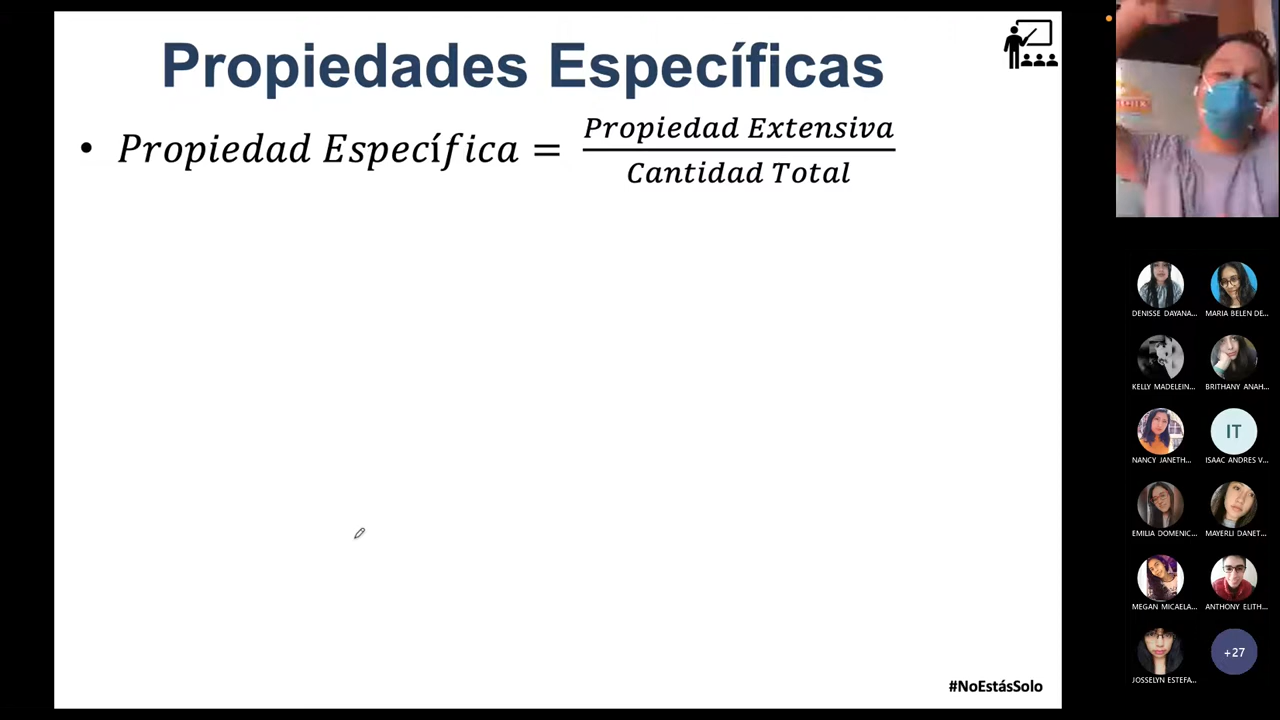 Propiedades Específicas
• Propiedad Específica = Propiedad Extensiva / Cantidad Total
#NoEstásSolo
DENISSE DAYANA...
MARIA BELEN DE...
KELLY MADELEIN...
BRITHANY ANAH...
NANCY JANETH...
IT
ISAAC ANDRES V...
EMILIA DOMENIC...
MAYERLI DANET...
MEGAN MICAELA...
ANTHONY ELITH...
JOSSELYN ESTEFA...
+27